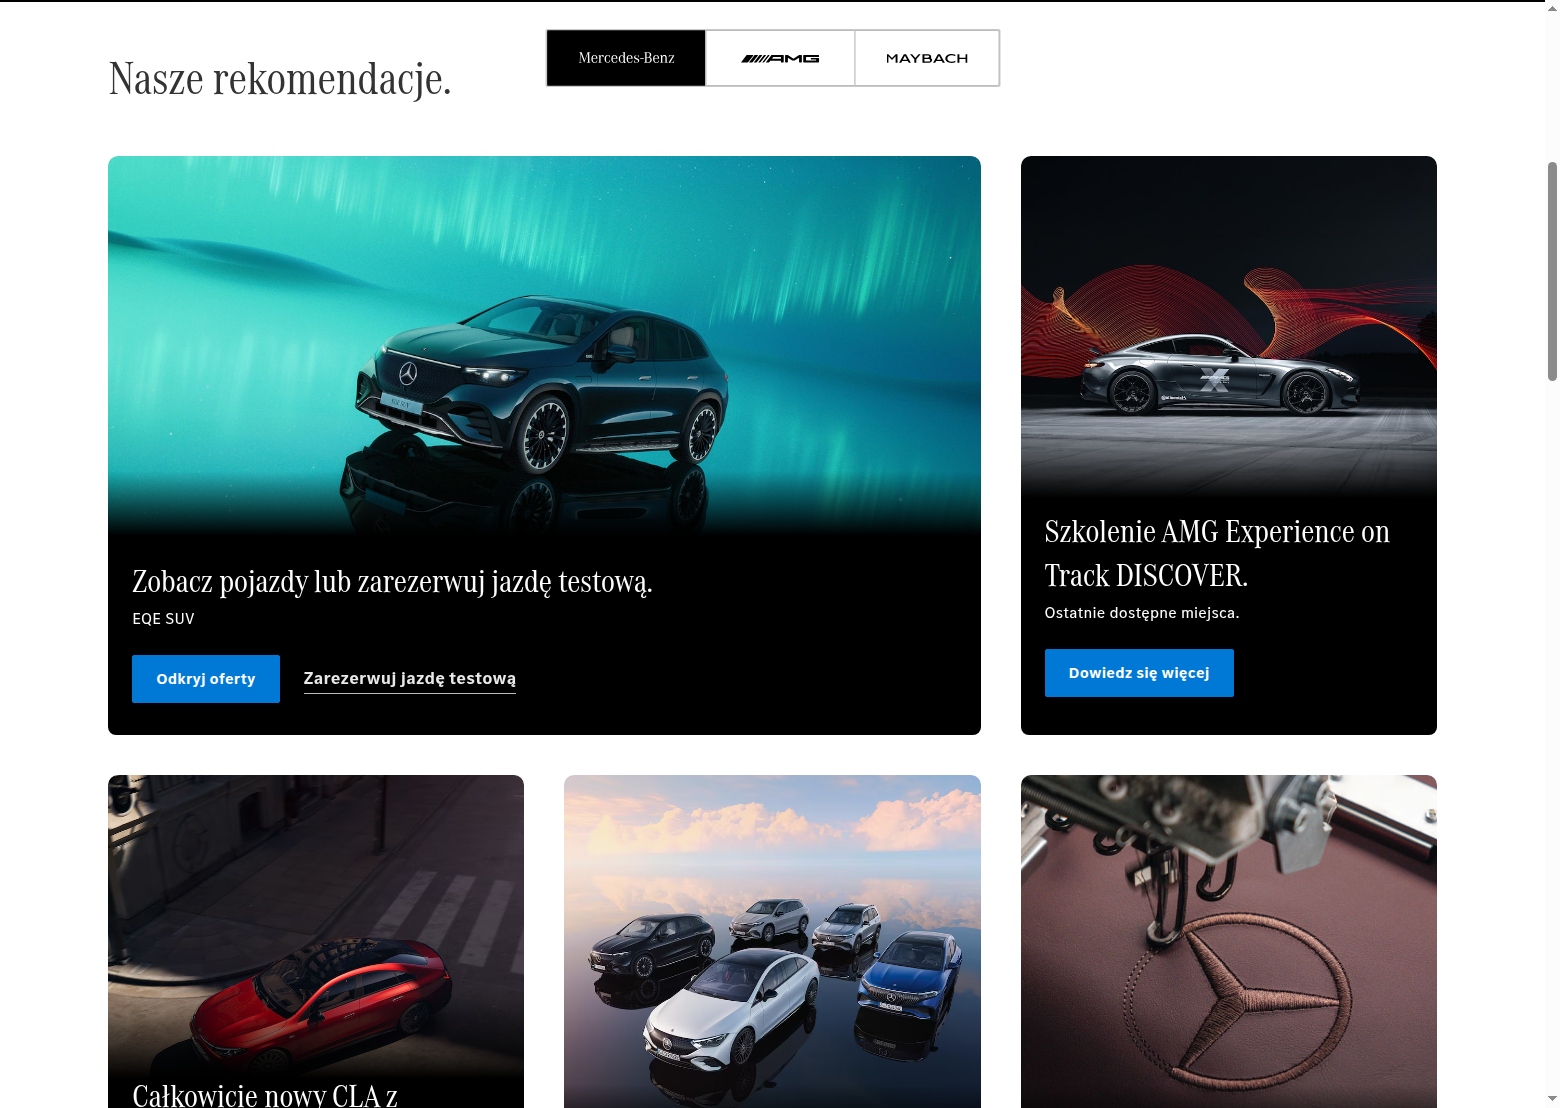 Nasze rekomendacje.
Mercedes-Benz
AMG
MAYBACH
Zobacz pojazdy lub zarezerwuj jazdę testową.
EQE SUV
Odkryj oferty
Zarezerwuj jazdę testową
Szkolenie AMG Experience on
Track DISCOVER.
Ostatnie dostępne miejsca.
Dowiedz się więcej
Całkowicie nowy CLA z